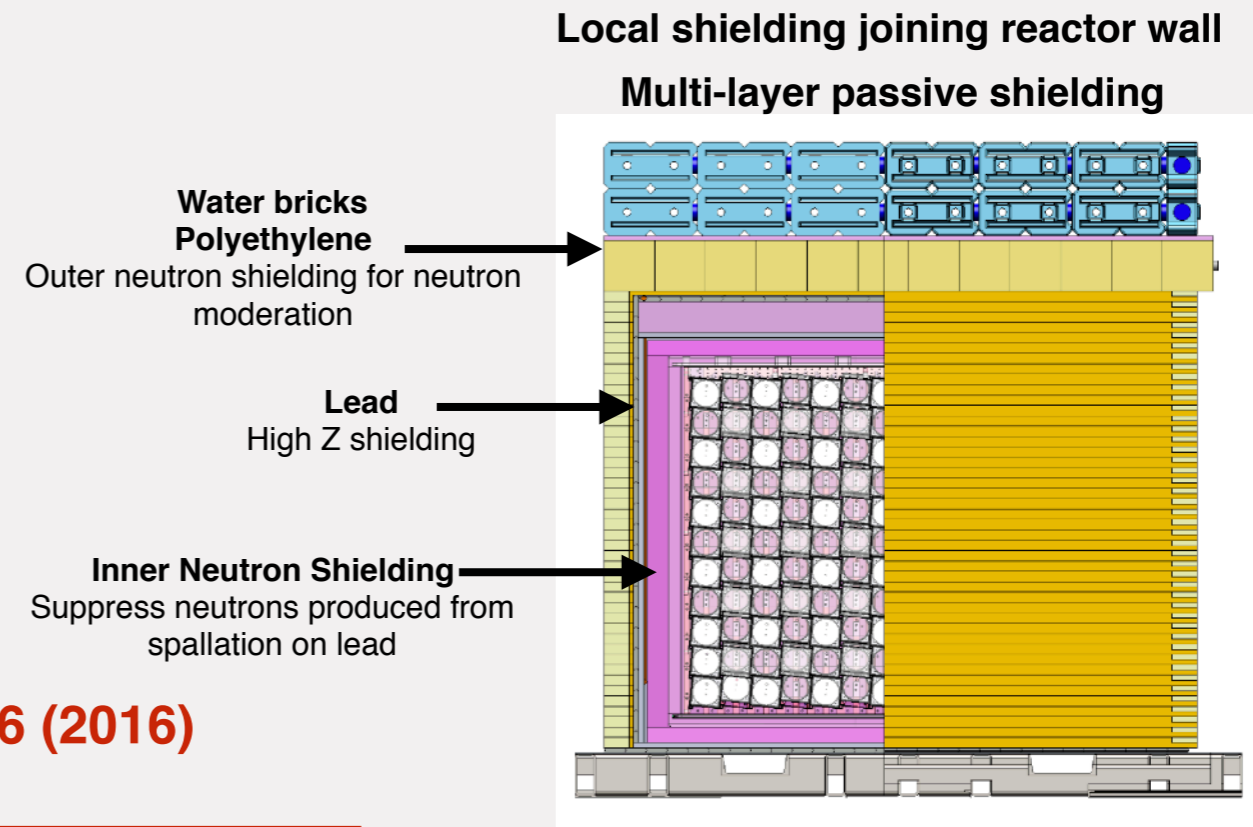 Local shielding joining reactor wall
Multi-layer passive shielding
Water bricks
Polyethylene
Outer neutron shielding for neutron
moderation
Lead
High Z shielding
Inner Neutron Shielding
Suppress neutrons produced from
spallation on lead
6 (2016)